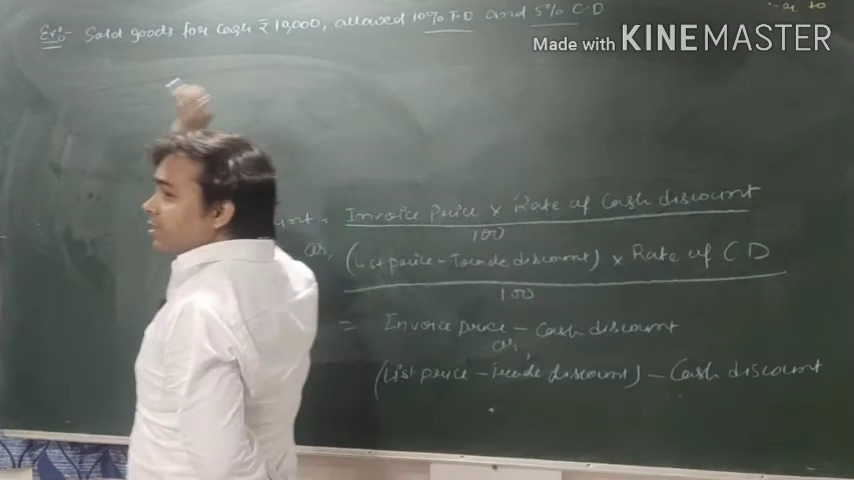 Ex:- Sold goods for cash ₹ 10,000, allowed 10% T.D and 5% C.D
Made with KINEMASTER
= Invoice Price × Rate of Cash discount
100
or, (List price - Trade discount) × Rate of C D
100
= Invoice price - Cash discount
or,
(List price - Trade discount) - Cash discount